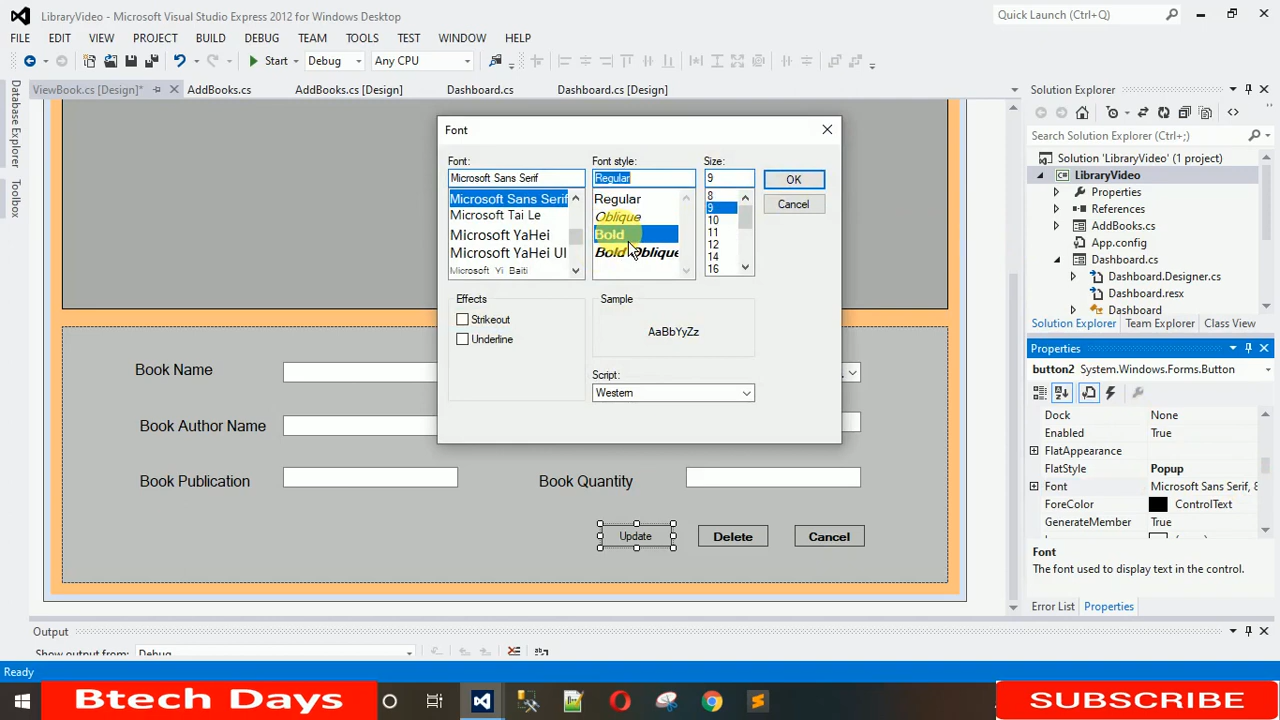 LibraryVideo - Microsoft Visual Studio Express 2012 for Windows Desktop
Quick Launch (Ctrl+Q)
FILE EDIT VIEW PROJECT BUILD DEBUG TEAM TOOLS TEST WINDOW HELP
Start Debug Any CPU
ViewBook.cs [Design]* AddBooks.cs AddBooks.cs [Design] Dashboard.cs Dashboard.cs [Design]
Database Explorer
Toolbox
Font
Font:
Microsoft Sans Serif
Microsoft Sans Serif
Microsoft Tai Le
Microsoft YaHei
Microsoft YaHei UI
Microsoft Yi Baiti
Font style:
Regular
Regular
Oblique
Bold
Bold Oblique
Size:
9
8
9
10
11
12
14
16
OK
Cancel
Effects
Strikeout
Underline
Sample
AaBbYyZz
Script:
Western
Book Name
Book Author Name
Book Publication
Book Quantity
Update Delete Cancel
Solution Explorer
Search Solution Explorer (Ctrl+;)
Solution 'LibraryVideo' (1 project)
LibraryVideo
Properties
References
AddBooks.cs
App.config
Dashboard.cs
Dashboard.Designer.cs
Dashboard.resx
Dashboard
Solution Explorer Team Explorer Class View
Properties
button2 System.Windows.Forms.Button
Dock None
Enabled True
FlatAppearance
FlatStyle Popup
Font Microsoft Sans Serif, 8
ForeColor ControlText
GenerateMember True
Font
The font used to display text in the control.
Error List Properties
Output
Show output from: Debug
Ready
Btech Days
SUBSCRIBE